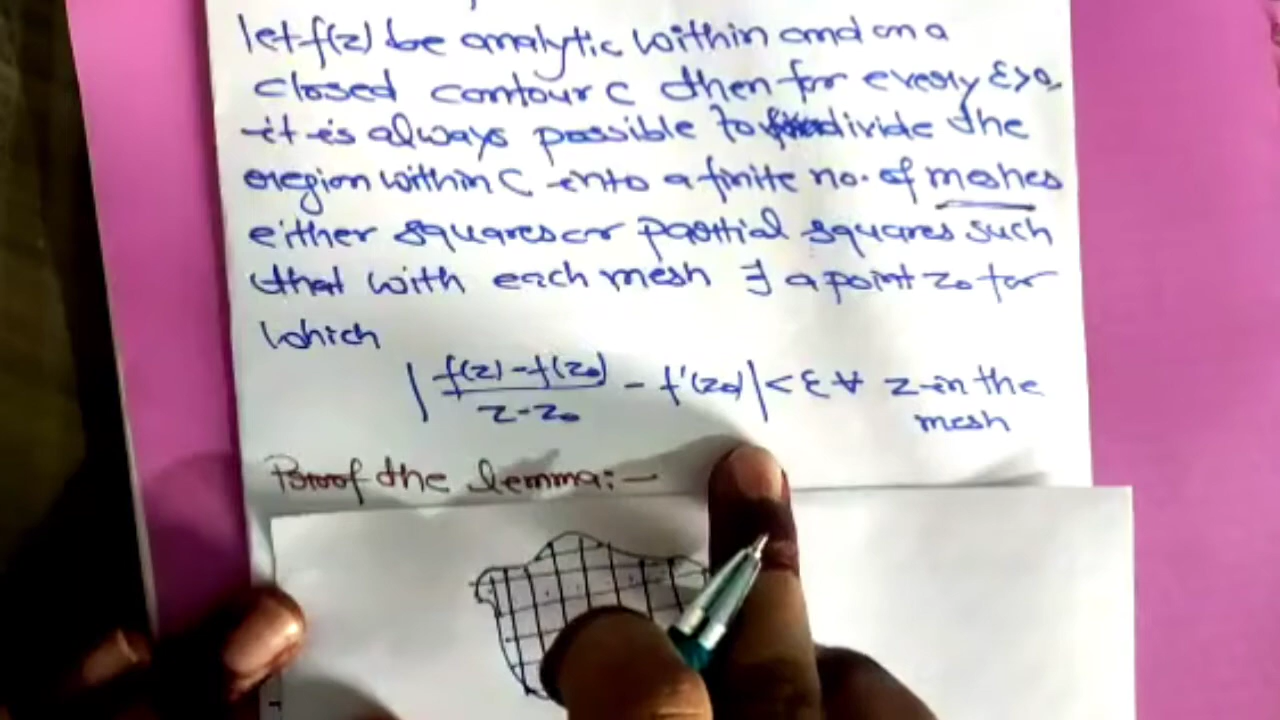 let f(z) be analytic within and on a
closed contour C then for every ε>0,
it is always possible to divide the
region within C into a finite no. of meshes
either squares or partial squares such
that with each mesh ∃ a point z₀ for
which
| f(z)-f(z₀) / z-z₀ - f'(z₀) | < ε ∀ z in the
mesh
Proof the lemma:-